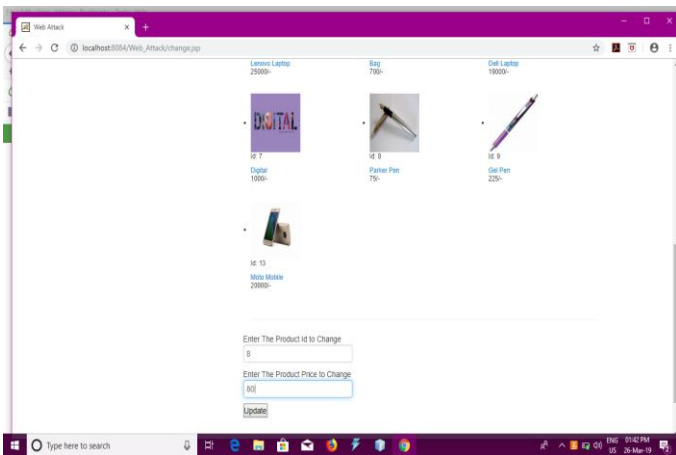 Web Attack
localhost:8084/Web_Attack/change.jsp
Lenovo Laptop
25000/-
Bag
700/-
Dell Laptop
19000/-
DIGITAL
Id: 7
Digital
1000/-
Id: 8
Parker Pen
75/-
Id: 9
Gel Pen
225/-
Id: 13
Moto Mobile
20000/-
Enter The Product Id to Change
8
Enter The Product Price to Change
80
Update
Type here to search
ENG
US
01:42 PM
26-Mar-19